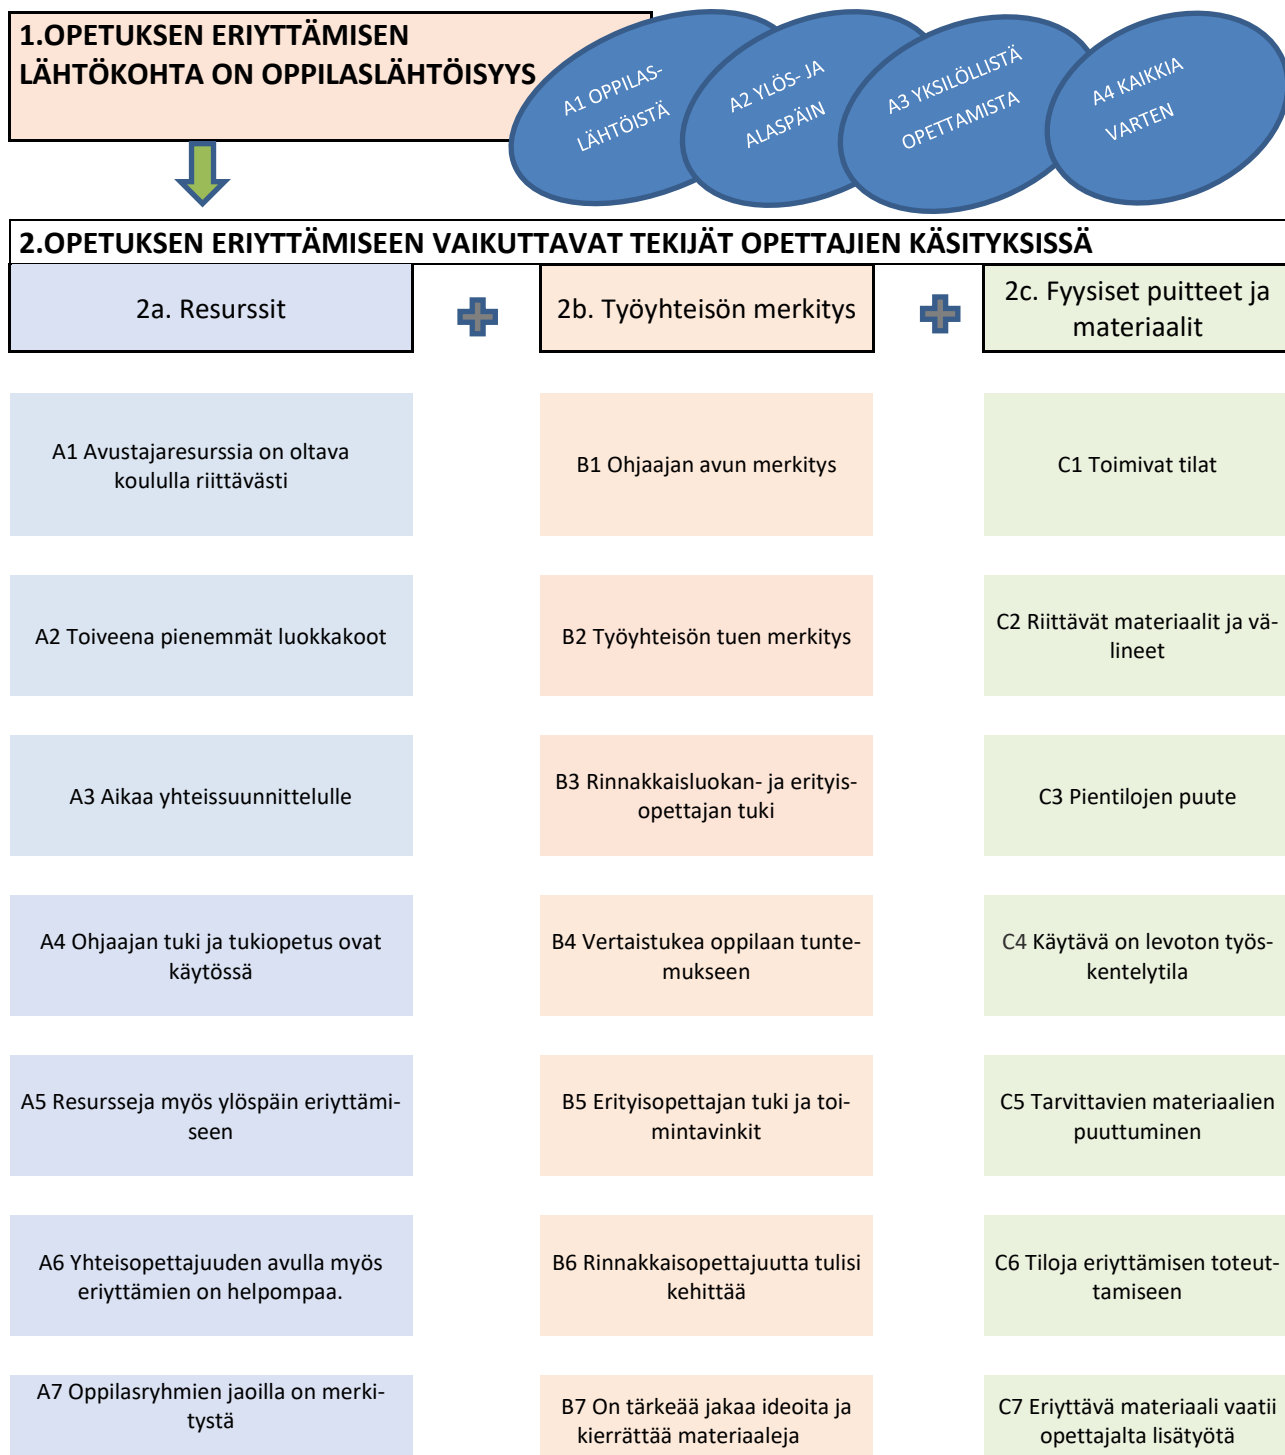 1.OPETUKSEN ERIYTTÄMISEN
LÄHTÖKOHTA ON OPPILASLÄHTÖISYYS
A1 OPPILAS-
LÄHTÖISTÄ
A2 YLÖS- JA
ALASPÄIN
A3 YKSILÖLLISTÄ
OPETTAMISTA
A4 KAIKKIA
VARTEN
2.OPETUKSEN ERIYTTÄMISEEN VAIKUTTAVAT TEKIJÄT OPETTAJIEN KÄSITYKSISSÄ
2a. Resurssit
2b. Työyhteisön merkitys
2c. Fyysiset puitteet ja
materiaalit
A1 Avustajaresurssia on oltava
koululla riittävästi
B1 Ohjaajan avun merkitys
C1 Toimivat tilat
A2 Toiveena pienemmät luokkakoot
B2 Työyhteisön tuen merkitys
C2 Riittävät materiaalit ja vä-
lineet
A3 Aikaa yhteissuunnittelulle
B3 Rinnakkaisluokan- ja erityis-
opettajan tuki
C3 Pientilojen puute
A4 Ohjaajan tuki ja tukiopetus ovat
käytössä
B4 Vertaistukea oppilaan tunte-
mukseen
C4 Käytävä on levoton työs-
kentelytila
A5 Resursseja myös ylöspäin eriyttämi-
seen
B5 Erityisopettajan tuki ja toi-
mintavinkit
C5 Tarvittavien materiaalien
puuttuminen
A6 Yhteisopettajuuden avulla myös
eriyttämien on helpompaa.
B6 Rinnakkaisopettajuutta tulisi
kehittää
C6 Tiloja eriyttämisen toteut-
tamiseen
A7 Oppilasryhmien jaoilla on merki-
tystä
B7 On tärkeää jakaa ideoita ja
kierrättää materiaaleja
C7 Eriyttävä materiaali vaatii
opettajalta lisätyötä